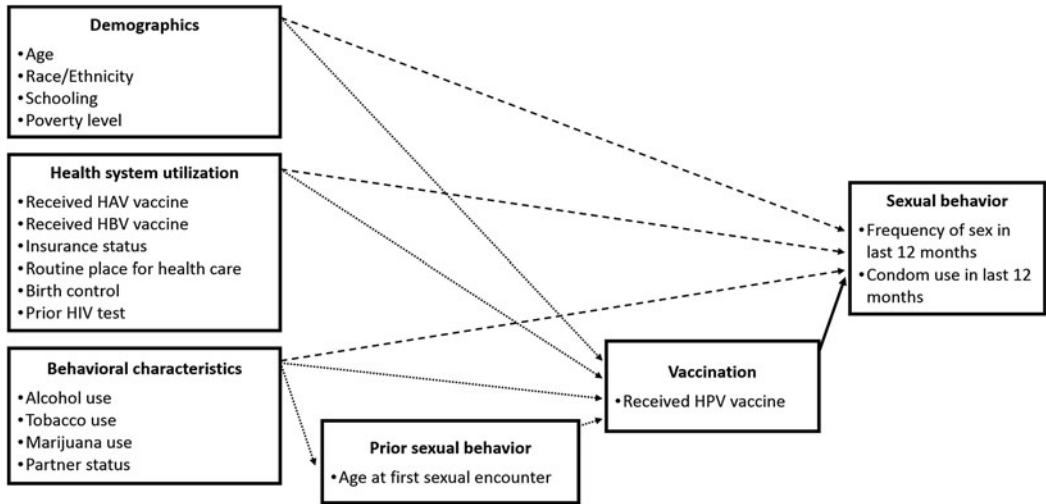 Demographics
•Age
•Race/Ethnicity
•Schooling
•Poverty level
Health system utilization
•Received HAV vaccine
•Received HBV vaccine
•Insurance status
•Routine place for health care
•Birth control
•Prior HIV test
Behavioral characteristics
•Alcohol use
•Tobacco use
•Marijuana use
•Partner status
Prior sexual behavior
•Age at first sexual encounter
Vaccination
•Received HPV vaccine
Sexual behavior
•Frequency of sex in
last 12 months
•Condom use in last 12
months